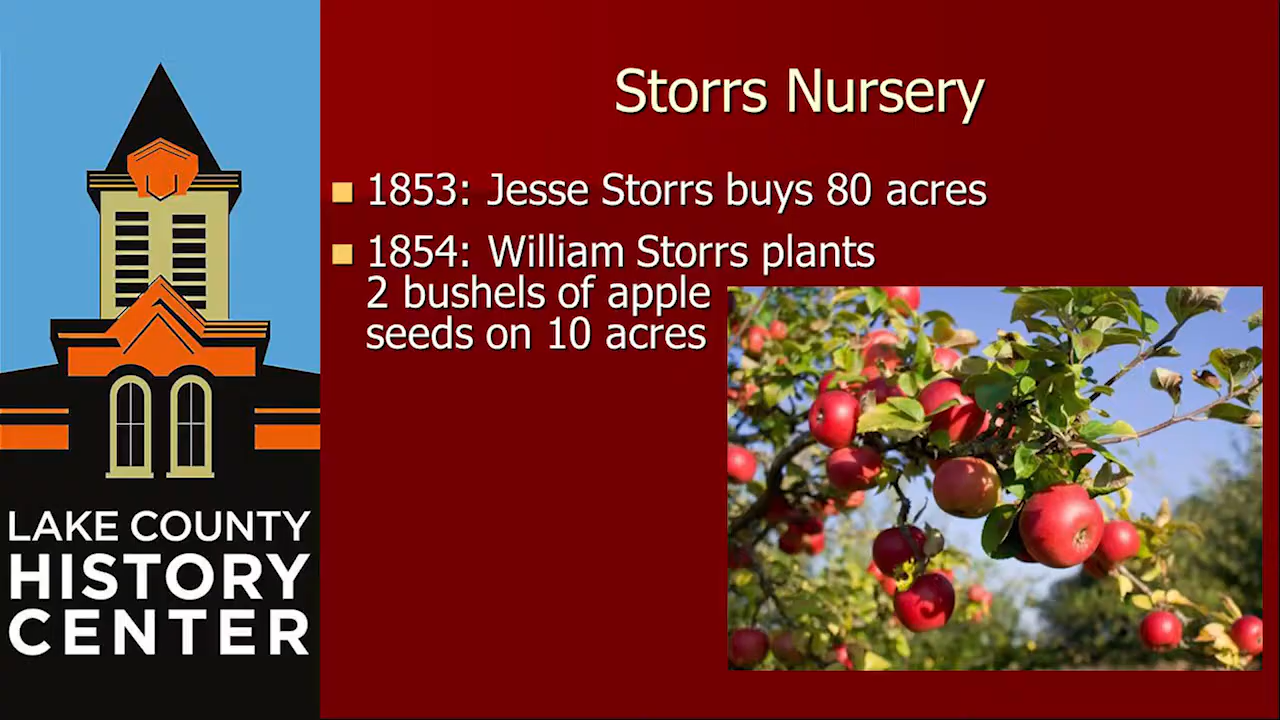 Storrs Nursery
1853: Jesse Storrs buys 80 acres
1854: William Storrs plants
2 bushels of apple
seeds on 10 acres
LAKE COUNTY
HISTORY
CENTER